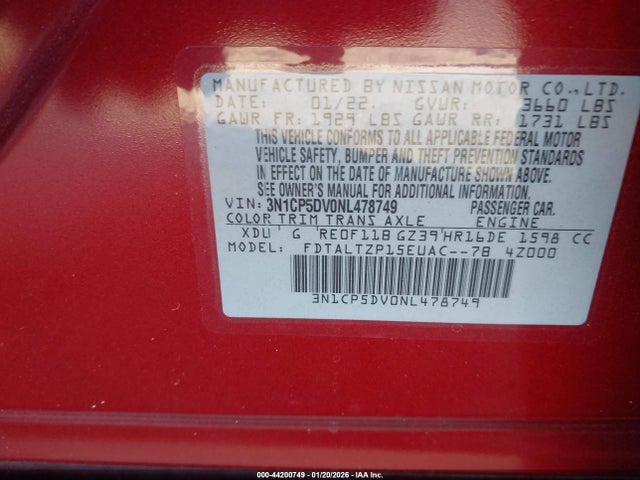 MANUFACTURED BY NISSAN MOTOR CO., LTD.
DATE: 01/22. GVWR: 3660 LBS
GAWR FR: 1929 LBS GAWR RR: 1731 LBS
THIS VEHICLE CONFORMS TO ALL APPLICABLE FEDERAL MOTOR
VEHICLE SAFETY, BUMPER AND THEFT PREVENTION STANDARDS
IN EFFECT ON THE DATE OF MANUFACTURE SHOWN ABOVE.
SEE OWNER'S MANUAL FOR ADDITIONAL INFORMATION.
VIN: 3N1CP5DV0NL478749 PASSENGER CAR.
COLOR TRIM TRANS AXLE ENGINE
XDU G RE0F11B GZ39 HR16DE 1598 CC
MODEL: FDTALTZP15EUAC--7B 4Z000
3N1CP5DV0NL478749
000-44200749 - 01/20/2026 - IAA Inc.